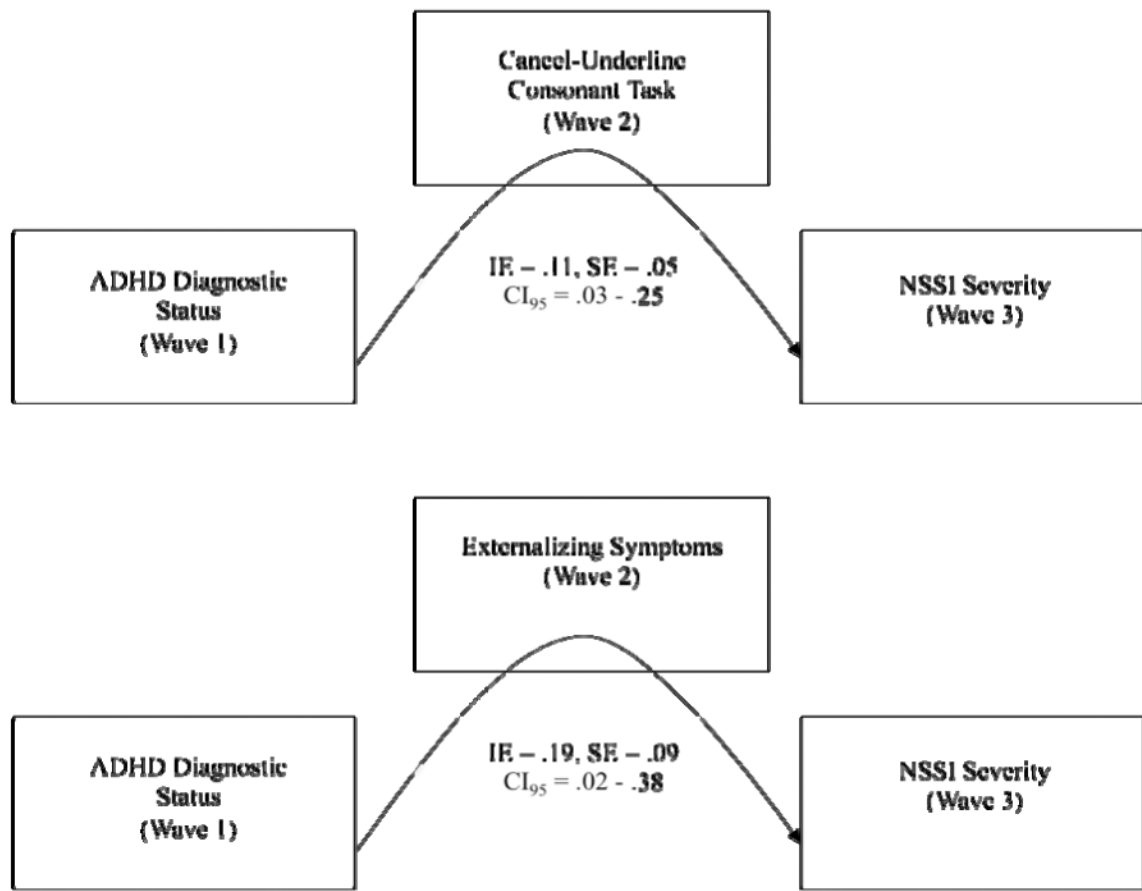 Cancel-Underline
Consonant Task
(Wave 2)
ADHD Diagnostic
Status
(Wave 1)
IE = .11, SE = .05
CI95 = .03 - .25
NSSI Severity
(Wave 3)
Externalizing Symptoms
(Wave 2)
ADHD Diagnostic
Status
(Wave 1)
IE = .19, SE = .09
CI95 = .02 - .38
NSSI Severity
(Wave 3)